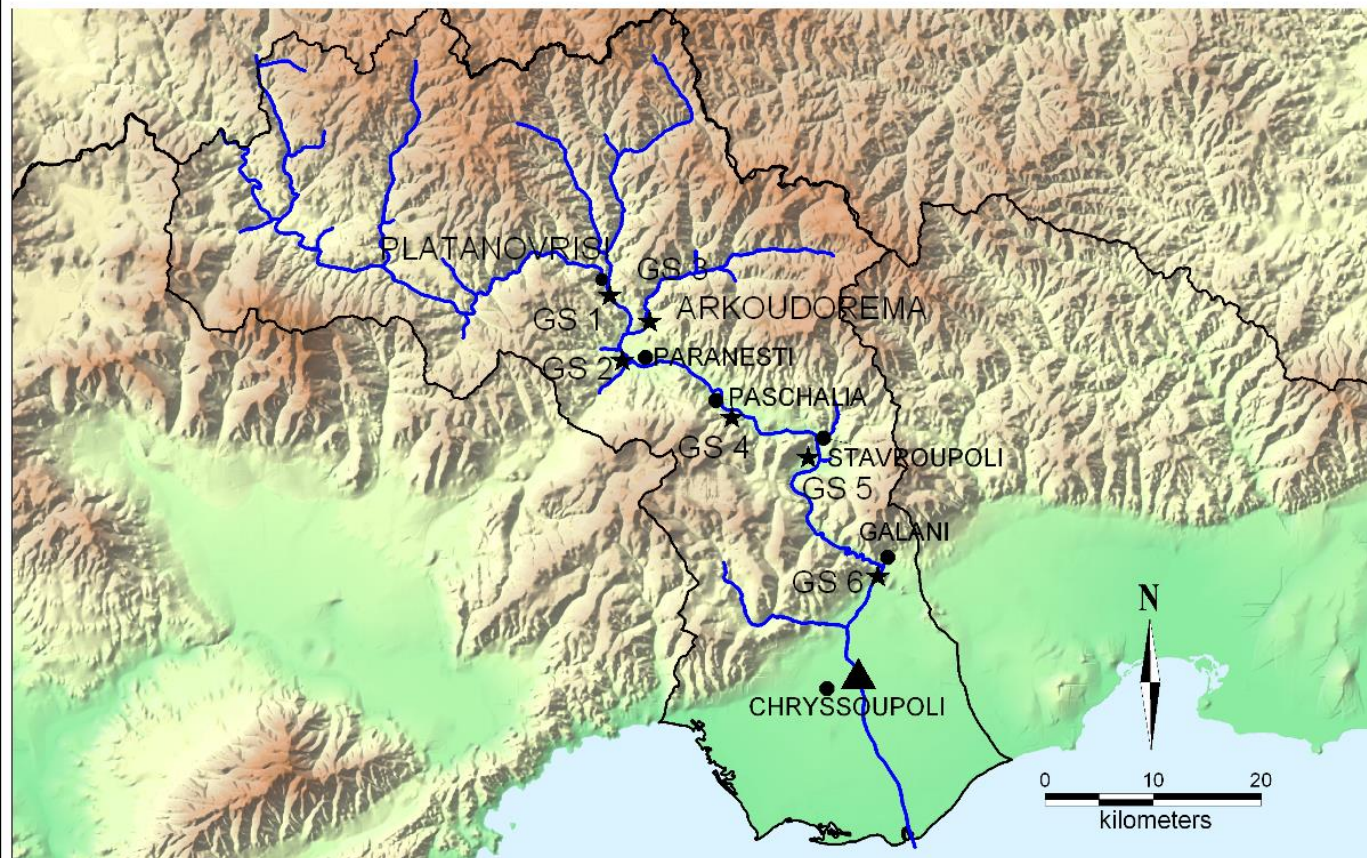 PLATANOVRISI
GS 3
GS 1
ARKOUDOREMA
GS 2
PARANESTI
PASCHALIA
GS 4
STAVROUPOLI
GS 5
GALANI
GS 6
N
CHRYSSOUPOLI
0 10 20
kilometers